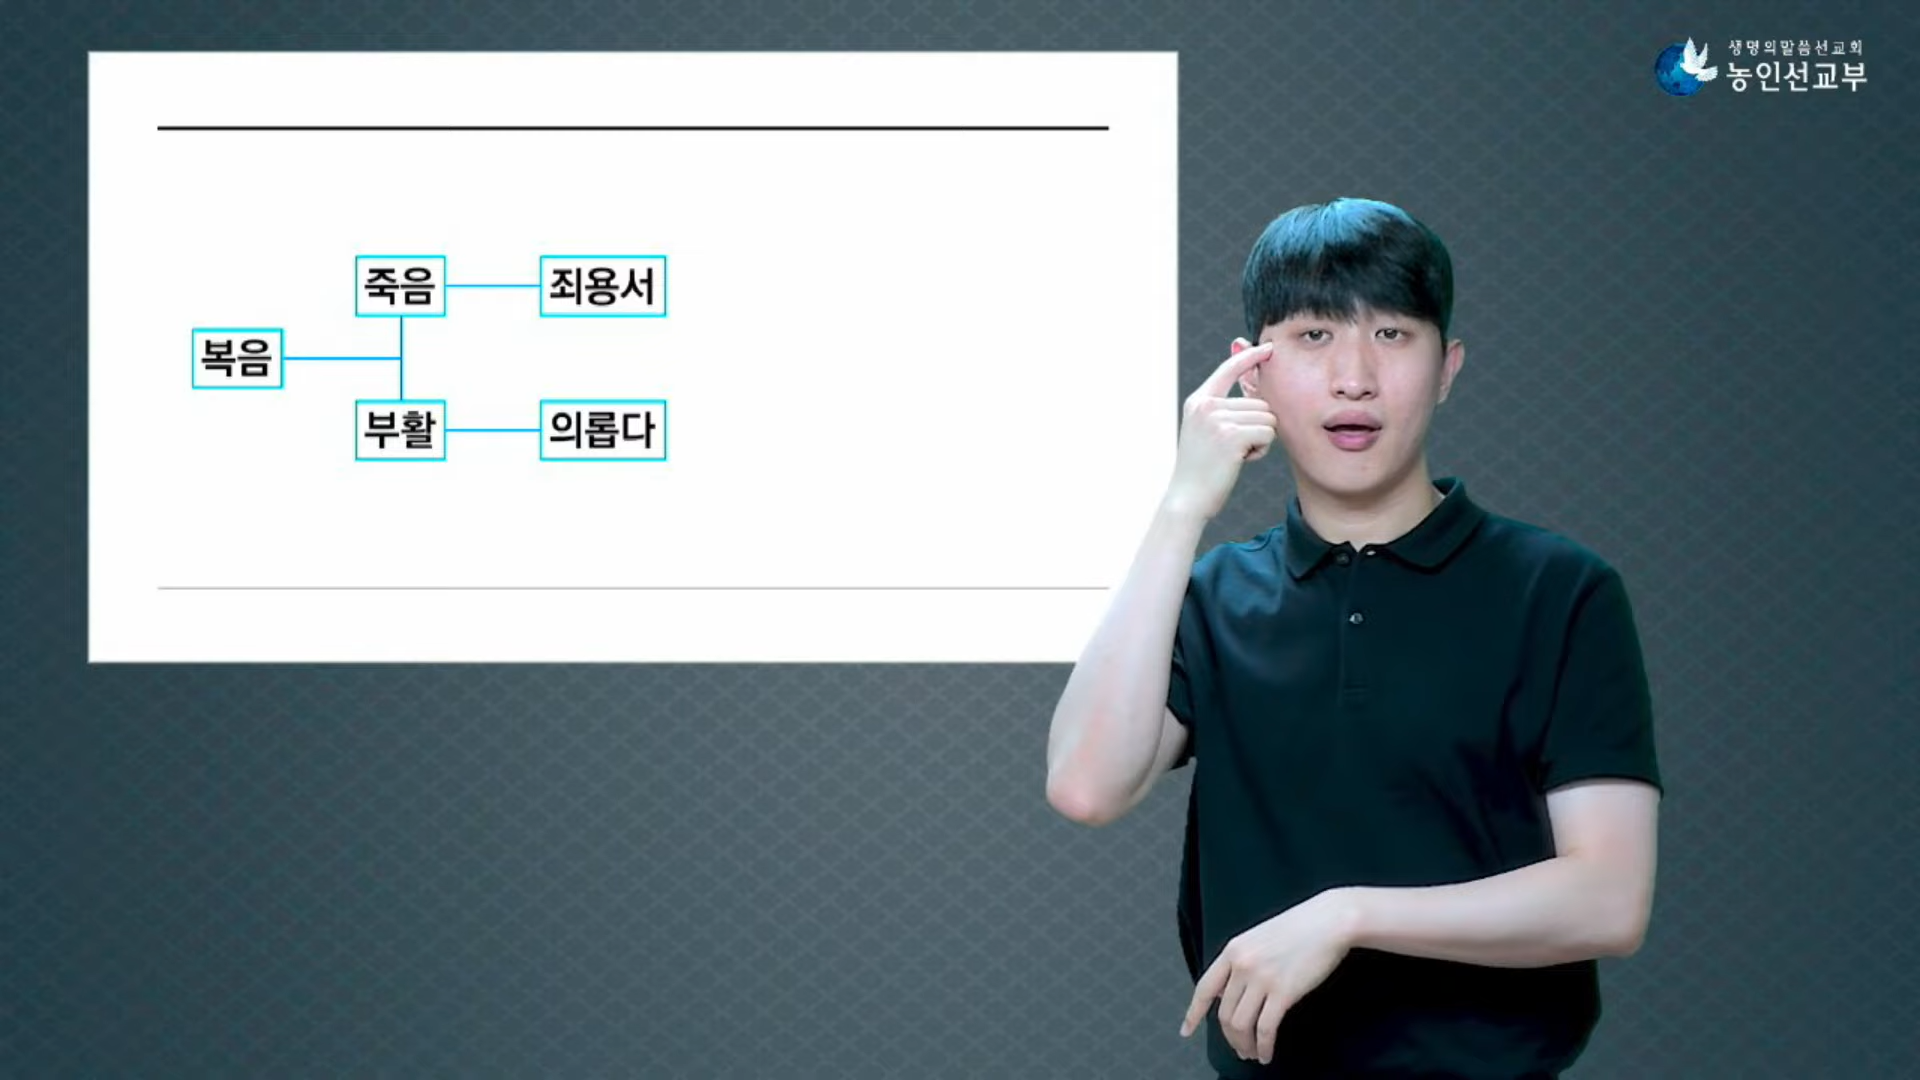 생명의말씀선교회
농인선교부
죽음
죄용서
복음
부활
의롭다